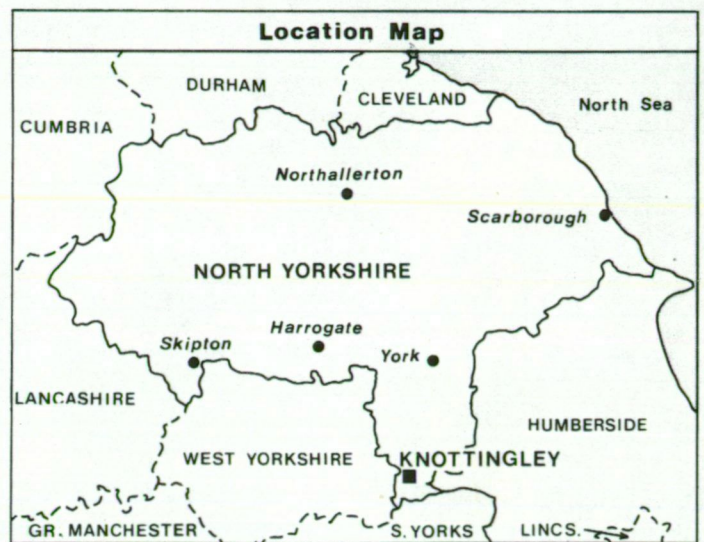 Location Map
DURHAM
CLEVELAND
North Sea
CUMBRIA
Northallerton
Scarborough
NORTH YORKSHIRE
Harrogate
Skipton
York
LANCASHIRE
HUMBERSIDE
WEST YORKSHIRE
KNOTTINGLEY
GR. MANCHESTER
S. YORKS
LINCS.